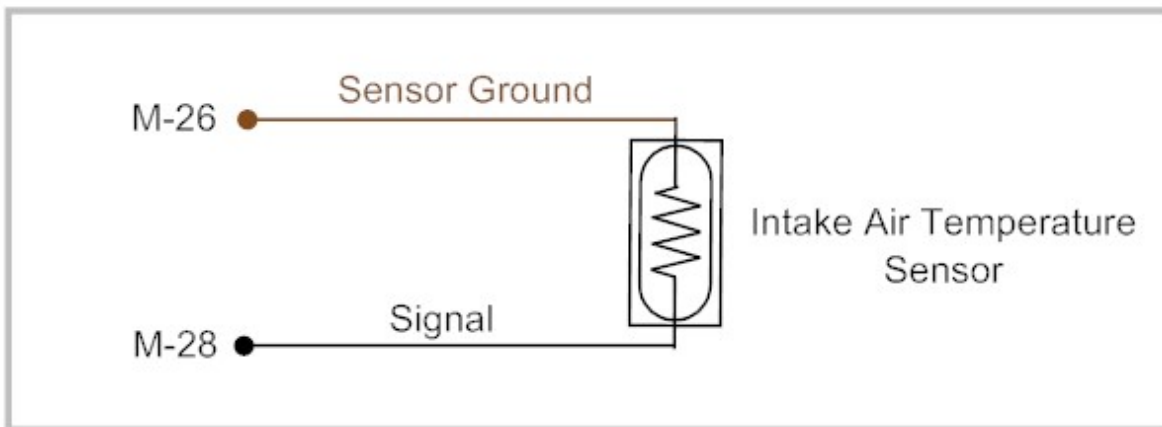 Sensor Ground
M-26
Intake Air Temperature
Sensor
Signal
M-28